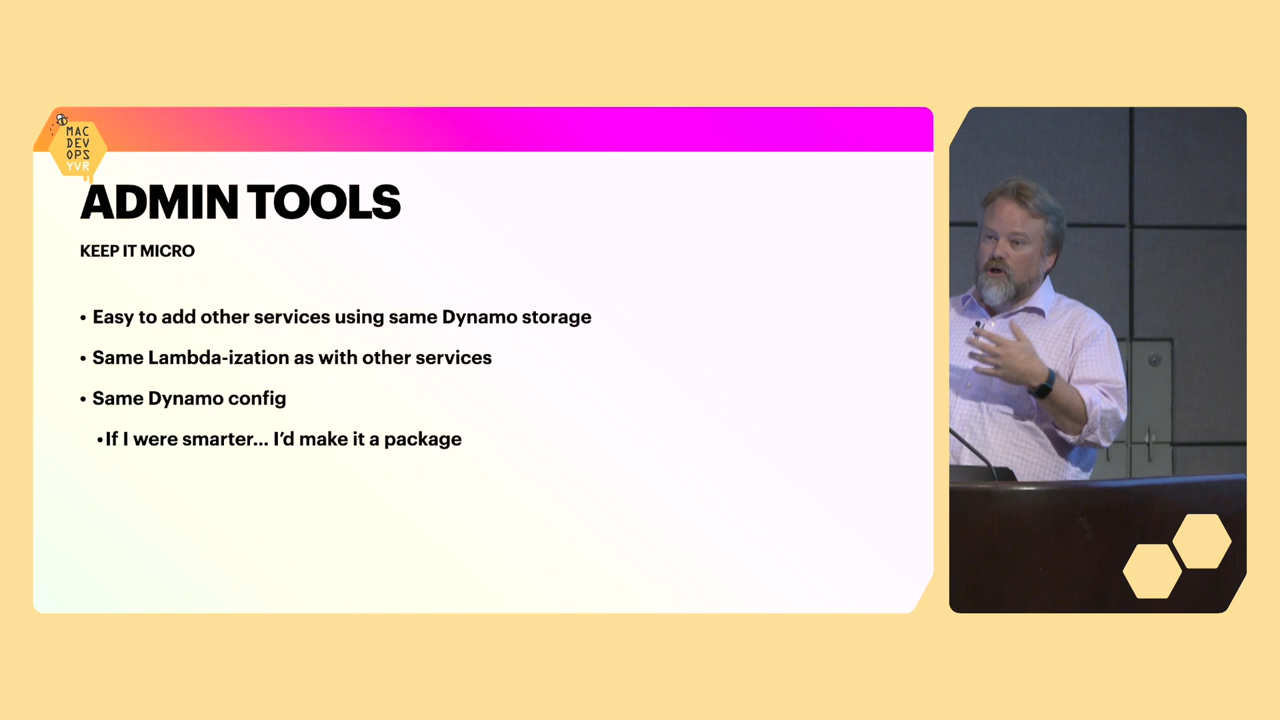 MAC
DEV
OPS
YVR
ADMIN TOOLS
KEEP IT MICRO
• Easy to add other services using same Dynamo storage
• Same Lambda-ization as with other services
• Same Dynamo config
•If I were smarter... I'd make it a package